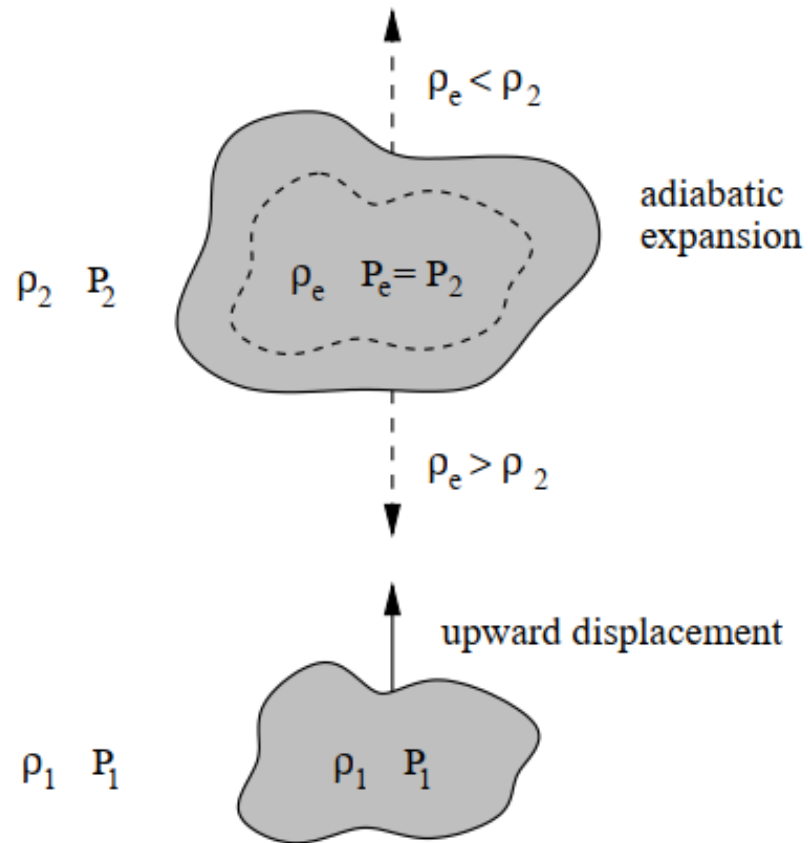 ρe < ρ2
adiabatic
expansion
ρ2 P2 ρe Pe = P2
ρe > ρ2
upward displacement
ρ1 P1 ρ1 P1